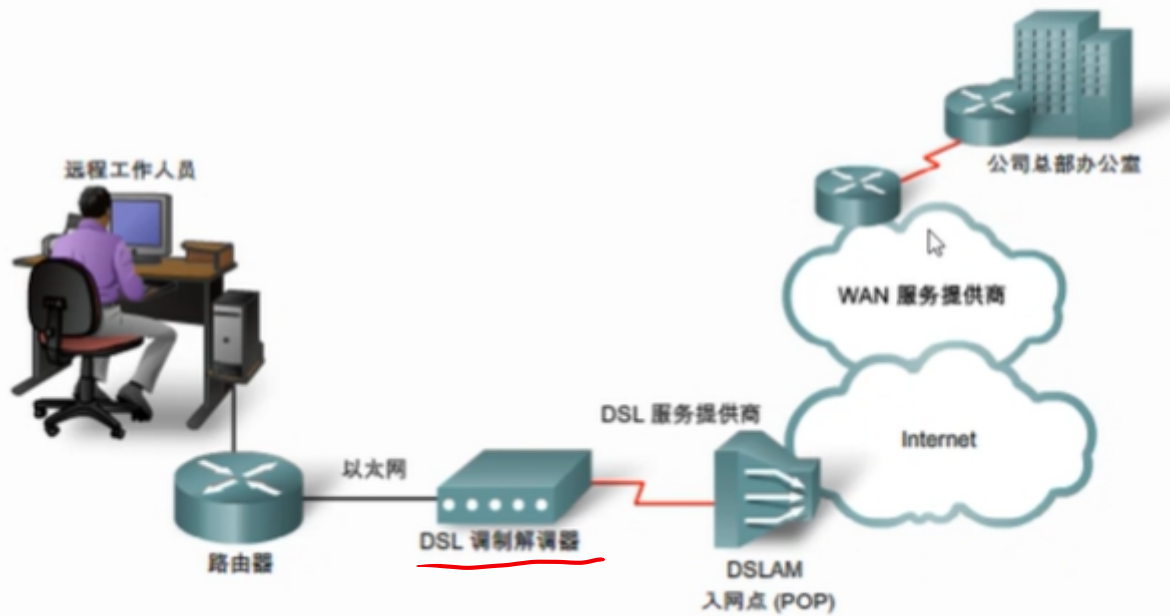 公司总部办公室
远程工作人员
WAN 服务提供商
DSL 服务提供商
Internet
以太网
DSL 调制解调器
路由器
DSLAM
入网点 (POP)